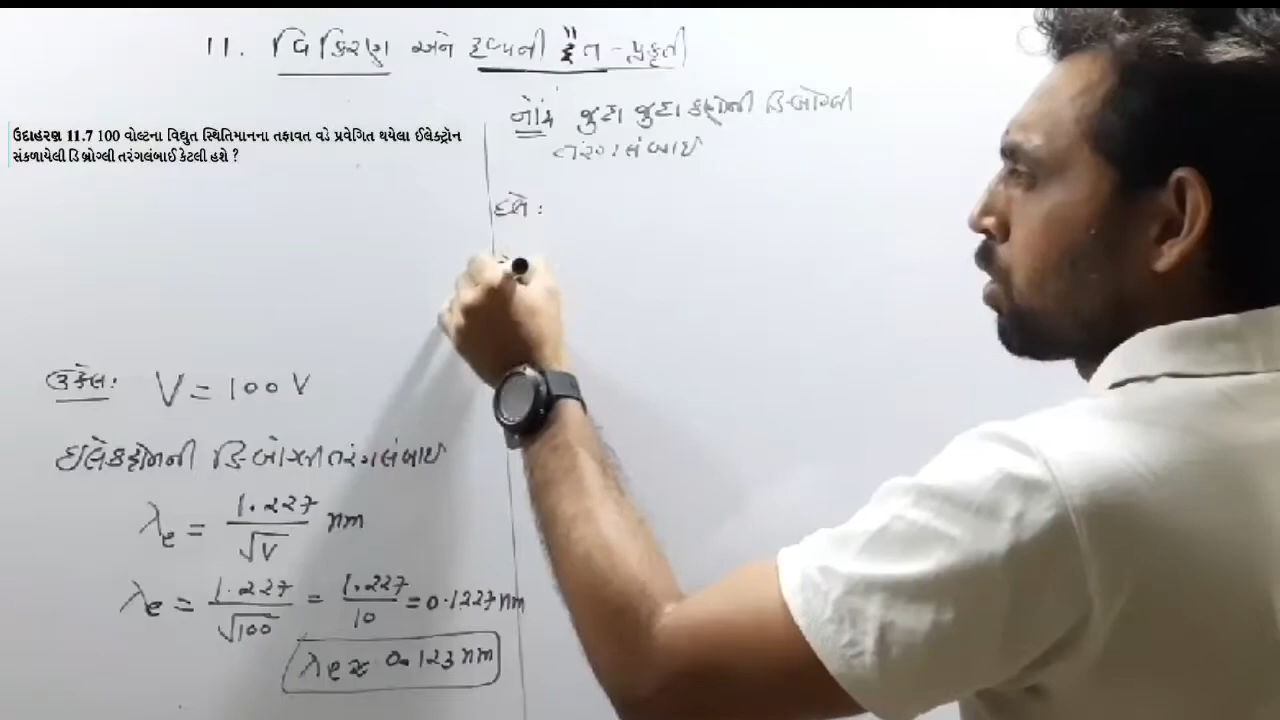 11. વિકિરણ અને દ્રવ્યની દ્વૈત - પ્રકૃતી
ઉદાહરણ 11.7 100 વોલ્ટના વિદ્યુત સ્થિતિમાનના તફાવત વડે પ્રવેગિત થયેલા ઈલેક્ટ્રોન
સંકળાયેલી ડિ બ્રોગ્લી તરંગલંબાઈ કેટલી હશે ?
નોંધ જુદા જુદા કણોની ડિ-બ્રોગ્લી
તરંગલંબાઈ
ઉકેલ: V = 100 V
ઇલેક્ટ્રોનની ડિ-બ્રોગ્લી તરંગલંબાઇ
λe = 1.227 / √V nm
λe = 1.227 / √100 = 1.227 / 10 = 0.1227 nm
λe ≈ 0.123 nm